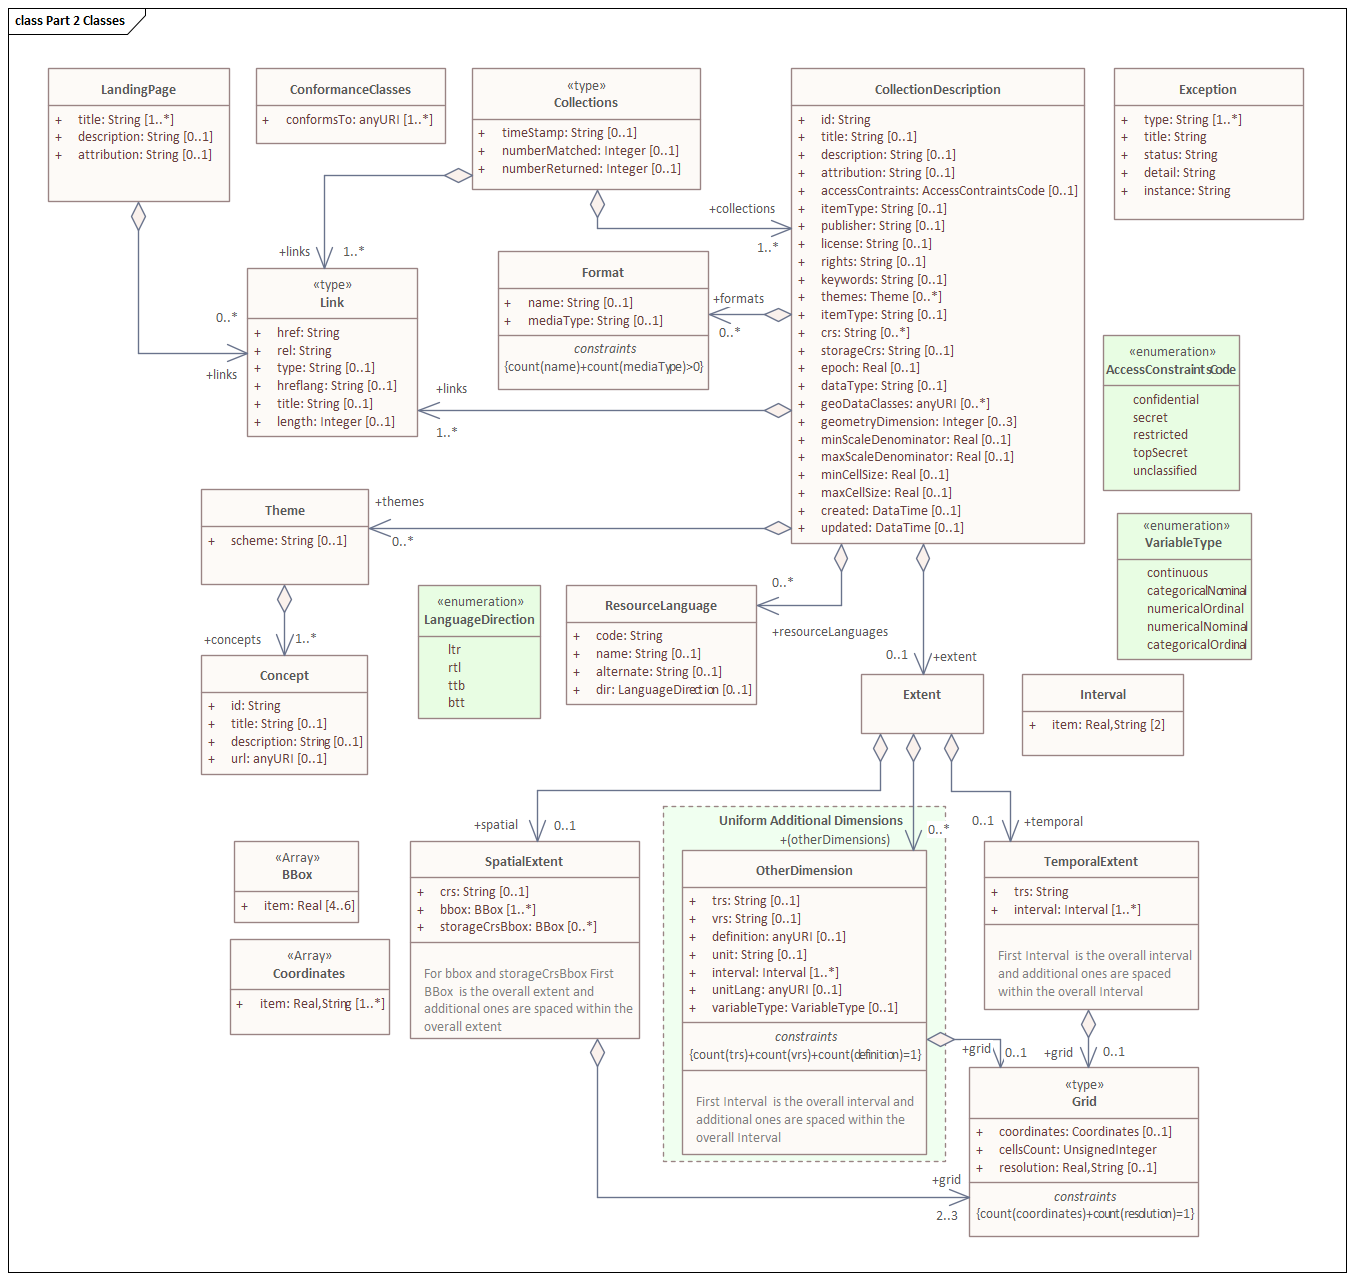 class Part 2 Classes
LandingPage
+ title: String [1..*]
+ description: String [0..1]
+ attribution: String [0..1]
ConformanceClasses
+ conformsTo: anyURI [1..*]
«type»
Collections
+ timeStamp: String [0..1]
+ numberMatched: Integer [0..1]
+ numberReturned: Integer [0..1]
CollectionDescription
+ id: String
+ title: String [0..1]
+ description: String [0..1]
+ attribution: String [0..1]
+ accessContraints: AccessContraintsCode [0..1]
+ itemType: String [0..1]
+ publisher: String [0..1]
+ license: String [0..1]
+ rights: String [0..1]
+ keywords: String [0..1]
+ themes: Theme [0..*]
+ itemType: String [0..1]
+ crs: String [0..*]
+ storageCrs: String [0..1]
+ epoch: Real [0..1]
+ dataType: String [0..1]
+ geoDataClasses: anyURI [0..*]
+ geometryDimension: Integer [0..3]
+ minScaleDenominator: Real [0..1]
+ maxScaleDenominator: Real [0..1]
+ minCellSize: Real [0..1]
+ maxCellSize: Real [0..1]
+ created: DataTime [0..1]
+ updated: DataTime [0..1]
Exception
+ type: String [1..*]
+ title: String
+ status: String
+ detail: String
+ instance: String
+collections
1..*
+links
1..*
«type»
Link
+ href: String
+ rel: String
+ type: String [0..1]
+ hreflang: String [0..1]
+ title: String [0..1]
+ length: Integer [0..1]
0..*
+links
Format
+ name: String [0..1]
+ mediaType: String [0..1]
constraints
{count(name)+count(mediaType)>0}
+formats
0..*
+links
1..*
«enumeration»
AccessConstraintsCode
confidential
secret
restricted
topSecret
unclassified
Theme
+ scheme: String [0..1]
+themes
0..*
«enumeration»
VariableType
continuous
categoricalNominal
numericalOrdinal
numericalNominal
categoricalOrdinal
+concepts
1..*
Concept
+ id: String
+ title: String [0..1]
+ description: String [0..1]
+ url: anyURI [0..1]
«enumeration»
LanguageDirection
ltr
rtl
ttb
btt
ResourceLanguage
+ code: String
+ name: String [0..1]
+ alternate: String [0..1]
+ dir: LanguageDirection [0..1]
0..*
+resourceLanguages
0..1
+extent
Extent
Interval
+ item: Real,String [2]
+spatial
0..1
Uniform Additional Dimensions
+(otherDimensions)
0..*
0..1
+temporal
«Array»
BBox
+ item: Real [4..6]
«Array»
Coordinates
+ item: Real,String [1..*]
SpatialExtent
+ crs: String [0..1]
+ bbox: BBox [1..*]
+ storageCrsBbox: BBox [0..*]
For bbox and storageCrsBbox First
BBox is the overall extent and
additional ones are spaced within the
overall extent
OtherDimension
+ trs: String [0..1]
+ vrs: String [0..1]
+ definition: anyURI [0..1]
+ unit: String [0..1]
+ interval: Interval [1..*]
+ unitLang: anyURI [0..1]
+ variableType: VariableType [0..1]
constraints
{count(trs)+count(vrs)+count(definition)=1}
First Interval is the overall interval and
additional ones are spaced within the
overall Interval
TemporalExtent
+ trs: String
+ interval: Interval [1..*]
First Interval is the overall interval
and additional ones are spaced
within the overall Interval
+grid
0..1
+grid
0..1
«type»
Grid
+ coordinates: Coordinates [0..1]
+ cellsCount: UnsignedInteger
+ resolution: Real,String [0..1]
constraints
{count(coordinates)+count(resolution)=1}
+grid
2..3